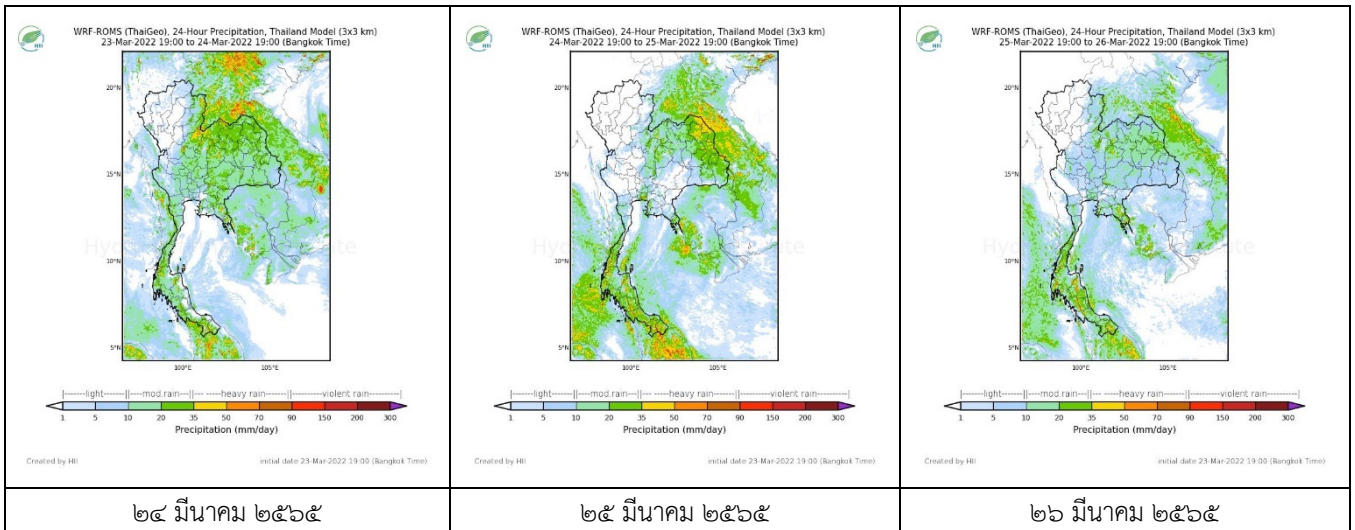 WRF-ROMS (ThaiGeo), 24-Hour Precipitation, Thailand Model (3x3 km)
23-Mar-2022 19:00 to 24-Mar-2022 19:00 (Bangkok Time)
HII
20°N
15°N
10°N
5°N
100°E 105°E
|-------light-------||---mod.rain---||--- ---heavy rain---||------violent rain-------|
1 5 10 20 35 50 70 90 150 200 300
Precipitation (mm/day)
Created by HII initial date 23-Mar-2022 19:00 (Bangkok Time)
๒๔ มีนาคม ๒๕๖๕
WRF-ROMS (ThaiGeo), 24-Hour Precipitation, Thailand Model (3x3 km)
24-Mar-2022 19:00 to 25-Mar-2022 19:00 (Bangkok Time)
HII
20°N
15°N
10°N
5°N
100°E 105°E
|-------light-------||---mod.rain---||--- ---heavy rain---||------violent rain-------|
1 5 10 20 35 50 70 90 150 200 300
Precipitation (mm/day)
Created by HII initial date 23-Mar-2022 19:00 (Bangkok Time)
๒๕ มีนาคม ๒๕๖๕
WRF-ROMS (ThaiGeo), 24-Hour Precipitation, Thailand Model (3x3 km)
25-Mar-2022 19:00 to 26-Mar-2022 19:00 (Bangkok Time)
HII
20°N
15°N
10°N
5°N
100°E 105°E
|-------light-------||---mod.rain---||--- ---heavy rain---||------violent rain-------|
1 5 10 20 35 50 70 90 150 200 300
Precipitation (mm/day)
Created by HII initial date 23-Mar-2022 19:00 (Bangkok Time)
๒๖ มีนาคม ๒๕๖๕